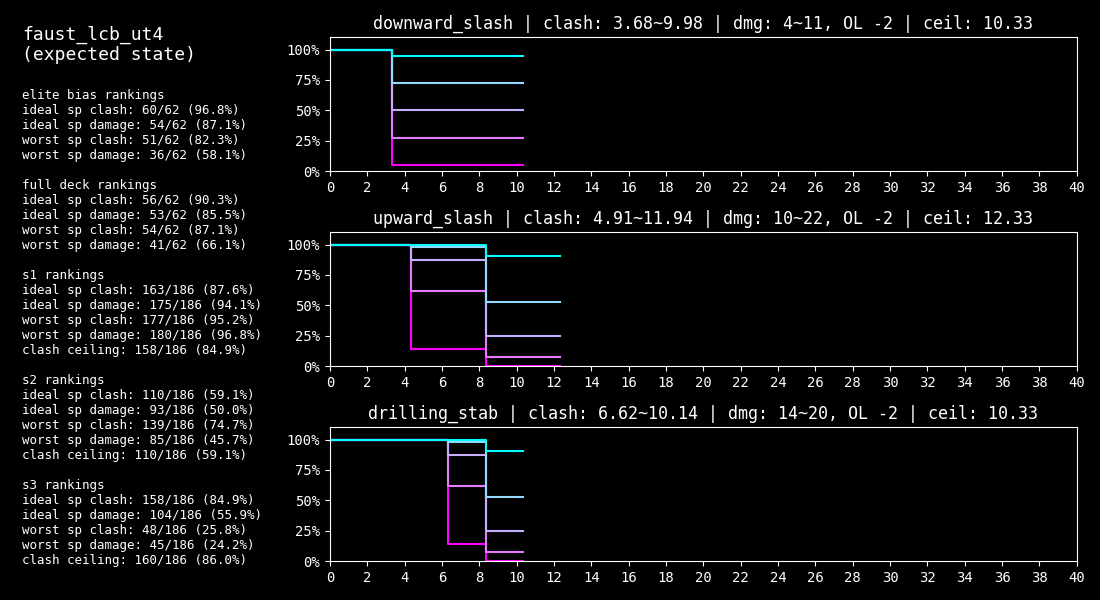 faust_lcb_ut4
(expected state)
elite bias rankings
ideal sp clash: 60/62 (96.8%)
ideal sp damage: 54/62 (87.1%)
worst sp clash: 51/62 (82.3%)
worst sp damage: 36/62 (58.1%)
full deck rankings
ideal sp clash: 56/62 (90.3%)
ideal sp damage: 53/62 (85.5%)
worst sp clash: 54/62 (87.1%)
worst sp damage: 41/62 (66.1%)
s1 rankings
ideal sp clash: 163/186 (87.6%)
ideal sp damage: 175/186 (94.1%)
worst sp clash: 177/186 (95.2%)
worst sp damage: 180/186 (96.8%)
clash ceiling: 158/186 (84.9%)
s2 rankings
ideal sp clash: 110/186 (59.1%)
ideal sp damage: 93/186 (50.0%)
worst sp clash: 139/186 (74.7%)
worst sp damage: 85/186 (45.7%)
clash ceiling: 110/186 (59.1%)
s3 rankings
ideal sp clash: 158/186 (84.9%)
ideal sp damage: 104/186 (55.9%)
worst sp clash: 48/186 (25.8%)
worst sp damage: 45/186 (24.2%)
clash ceiling: 160/186 (86.0%)
downward_slash | clash: 3.68~9.98 | dmg: 4~11, OL -2 | ceil: 10.33
100%
75%
50%
25%
0%
0 2 4 6 8 10 12 14 16 18 20 22 24 26 28 30 32 34 36 38 40
upward_slash | clash: 4.91~11.94 | dmg: 10~22, OL -2 | ceil: 12.33
100%
75%
50%
25%
0%
0 2 4 6 8 10 12 14 16 18 20 22 24 26 28 30 32 34 36 38 40
drilling_stab | clash: 6.62~10.14 | dmg: 14~20, OL -2 | ceil: 10.33
100%
75%
50%
25%
0%
0 2 4 6 8 10 12 14 16 18 20 22 24 26 28 30 32 34 36 38 40